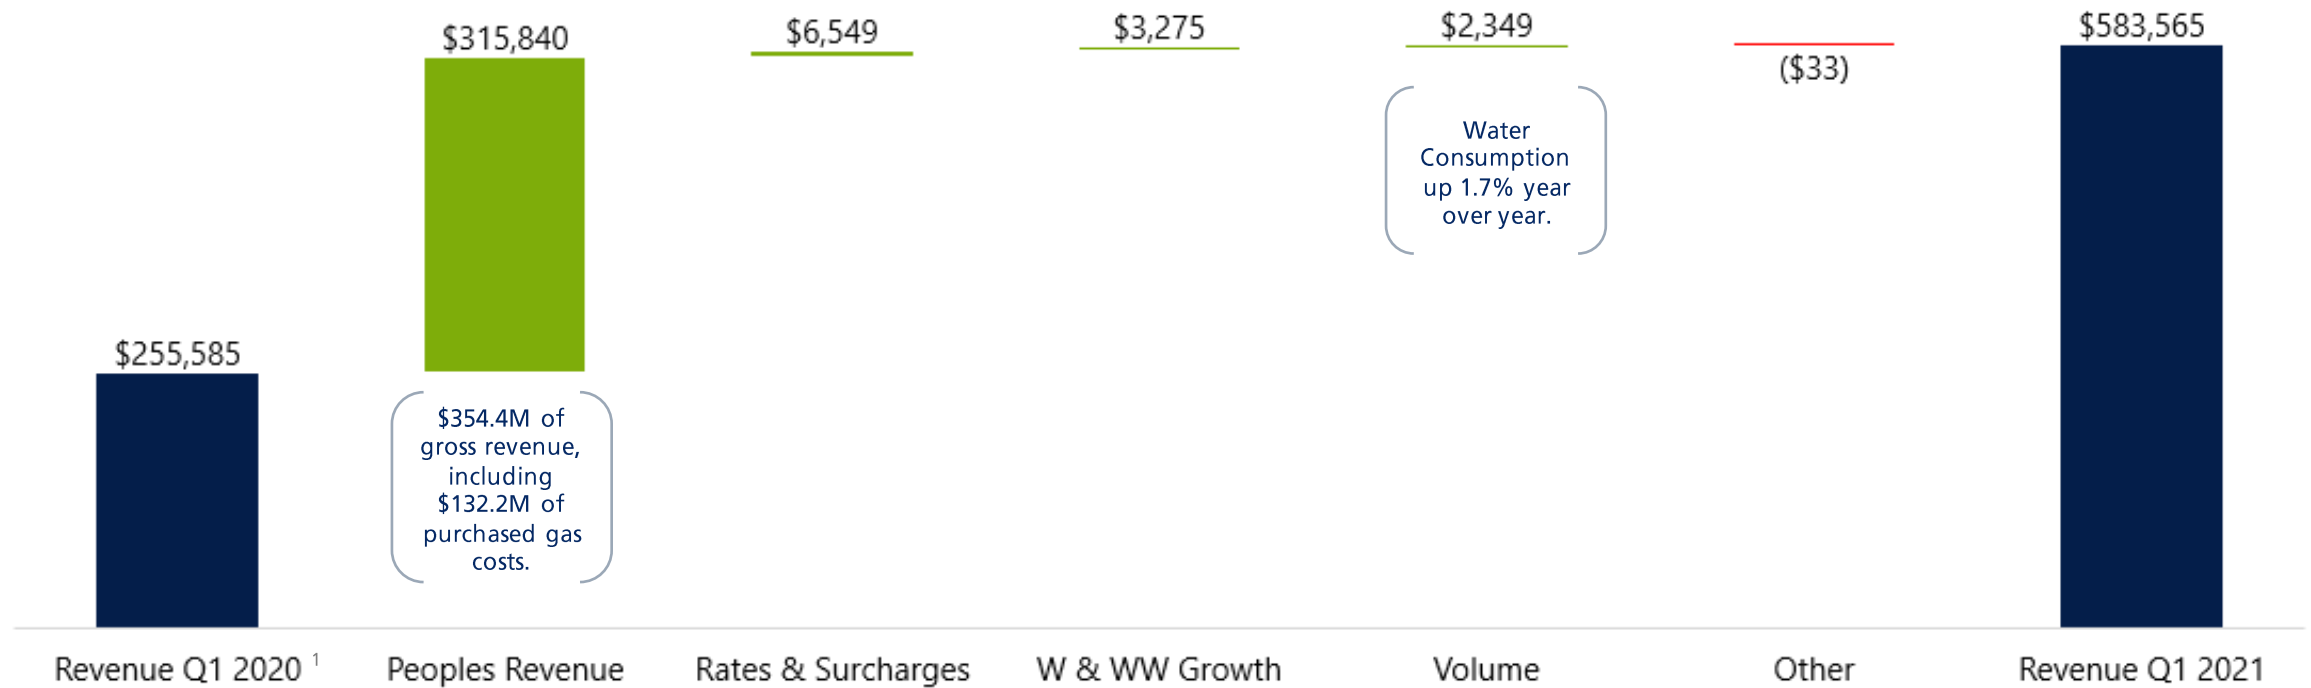 $255,585
$315,840
$354.4M of
gross revenue,
including
$132.2M of
purchased gas
costs.
$6,549
$3,275
$2,349
Water
Consumption
up 1.7% year
over year.
($33)
$583,565
Revenue Q1 2020 1
Peoples Revenue
Rates & Surcharges
W & WW Growth
Volume
Other
Revenue Q1 2021